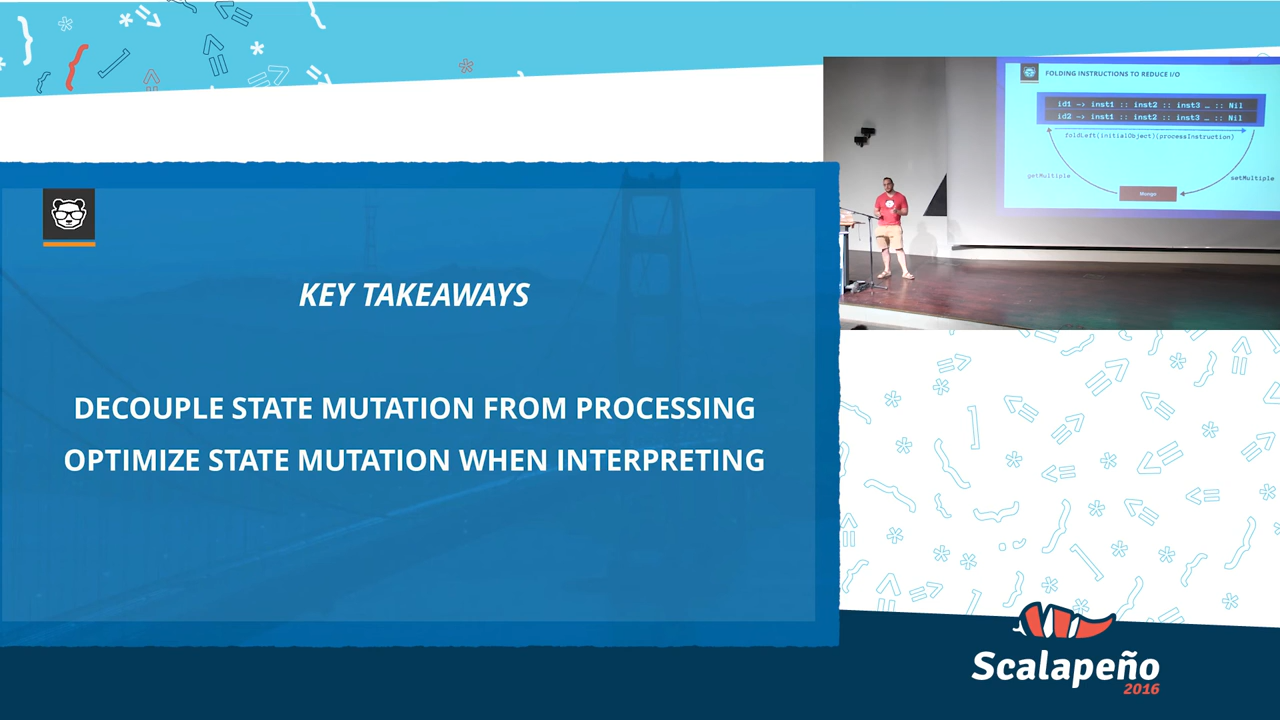 KEY TAKEAWAYS
DECOUPLE STATE MUTATION FROM PROCESSING
OPTIMIZE STATE MUTATION WHEN INTERPRETING
FOLDING INSTRUCTIONS TO REDUCE I/O
id1 -> inst1 :: inst2 :: inst3 … :: Nil
id2 -> inst1 :: inst2 :: inst3 … :: Nil
foldLeft(initialObject)(processInstruction)
getMultiple
setMultiple
Mongo
Scalapeño
2016